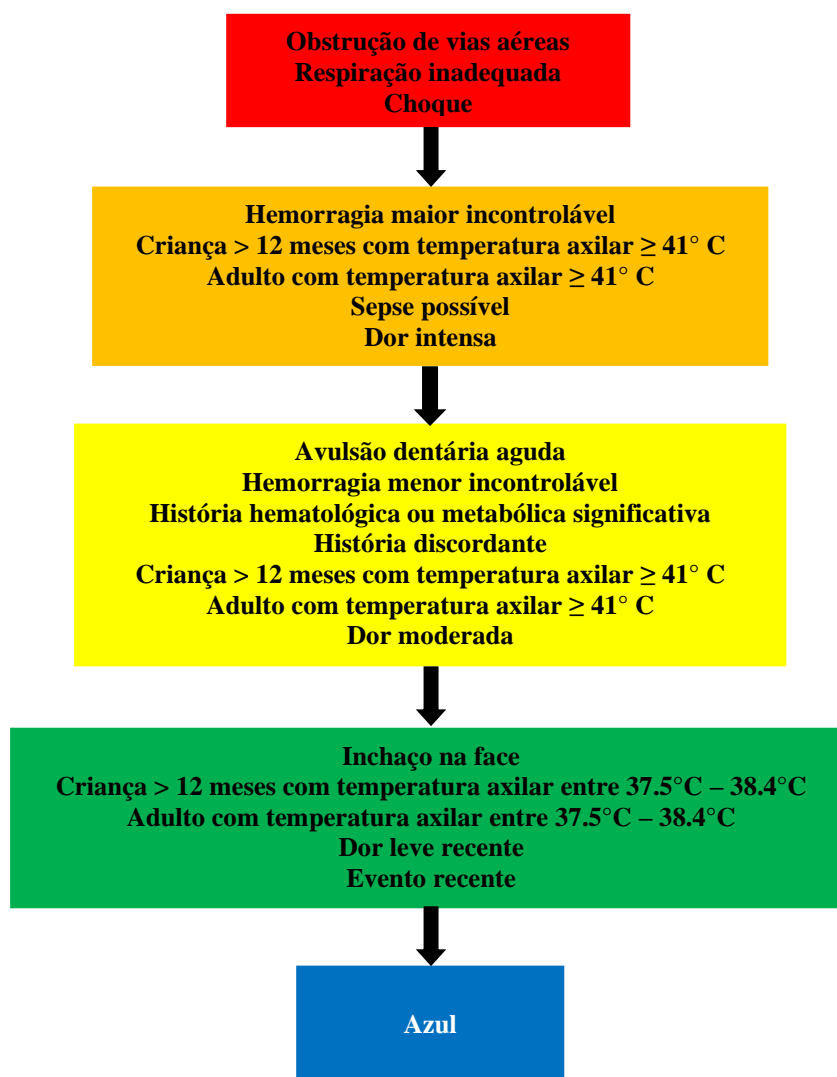 Obstrução de vias aéreas
Respiração inadequada
Choque
Hemorragia maior incontrolável
Criança > 12 meses com temperatura axilar ≥ 41° C
Adulto com temperatura axilar ≥ 41° C
Sepse possível
Dor intensa
Avulsão dentária aguda
Hemorragia menor incontrolável
História hematológica ou metabólica significativa
História discordante
Criança > 12 meses com temperatura axilar ≥ 41° C
Adulto com temperatura axilar ≥ 41° C
Dor moderada
Inchaço na face
Criança > 12 meses com temperatura axilar entre 37.5°C – 38.4°C
Adulto com temperatura axilar entre 37.5°C – 38.4°C
Dor leve recente
Evento recente
Azul